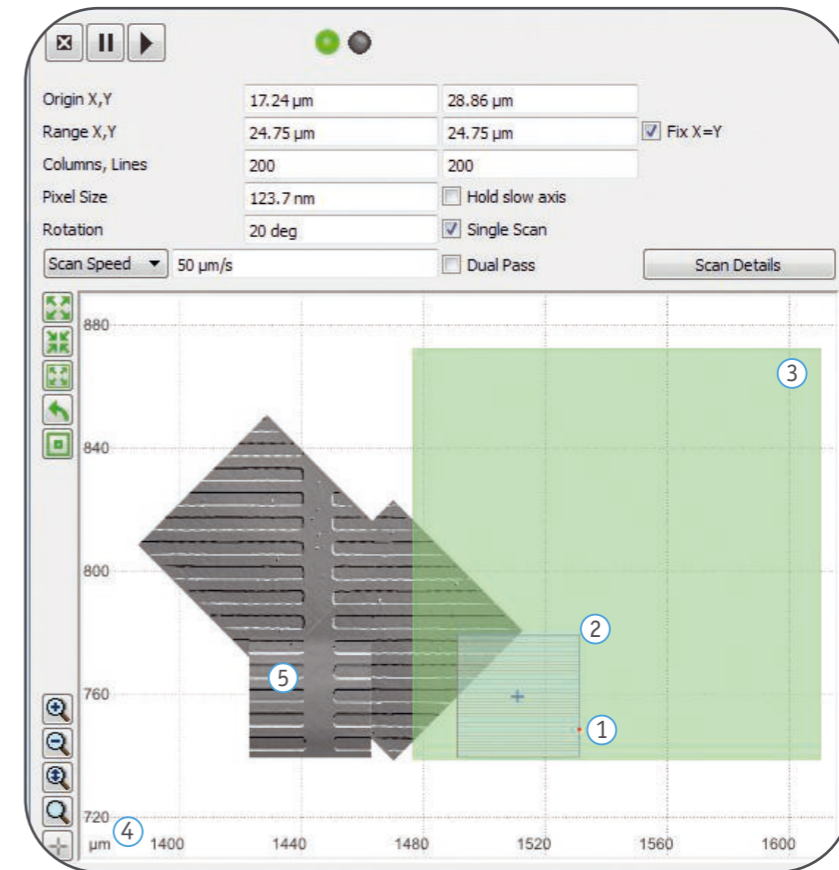 Origin X,Y 17.24 µm 28.86 µm
Range X,Y 24.75 µm 24.75 µm Fix X=Y
Columns, Lines 200 200
Pixel Size 123.7 nm Hold slow axis
Rotation 20 deg Single Scan
Scan Speed 50 µm/s Dual Pass Scan Details
880
3
840
800
2
5
760
1
720
4
µm 1400 1440 1480 1520 1560 1600